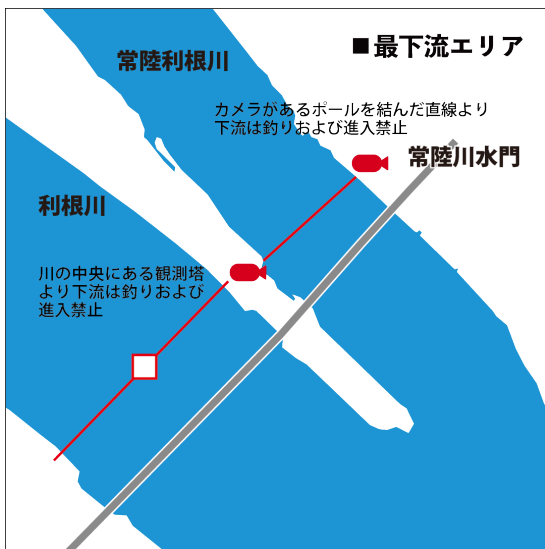 ■最下流エリア
常陸利根川
カメラがあるポールを結んだ直線より
下流は釣りおよび進入禁止
常陸川水門
利根川
川の中央にある観測塔
より下流は釣りおよび
進入禁止